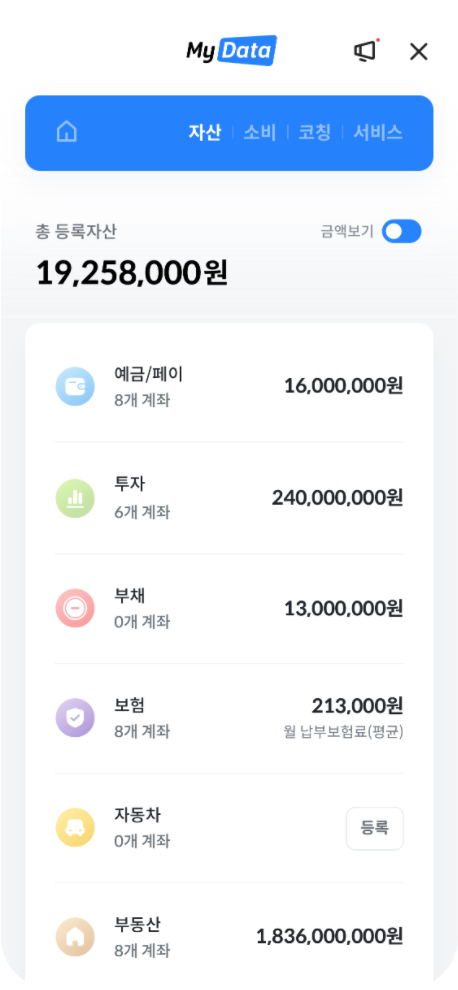 My Data
자산 소비 코칭 서비스
총 등록자산 금액보기
19,258,000원
예금/페이
8개 계좌
16,000,000원
투자
6개 계좌
240,000,000원
부채
0개 계좌
13,000,000원
보험
8개 계좌
213,000원
월 납부보험료(평균)
자동차
0개 계좌
등록
부동산
8개 계좌
1,836,000,000원